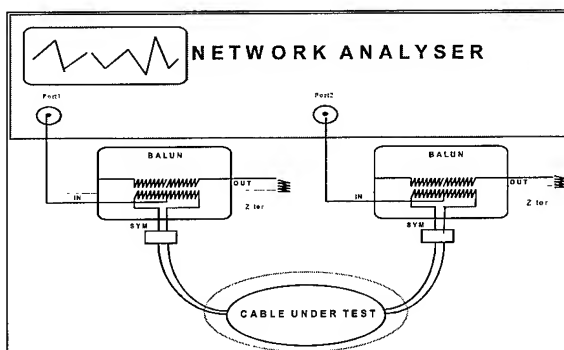 NETWORK ANALYSER
Port1
Port2
BALUN
BALUN
IN
OUT
IN
OUT
Z ter
Z ter
SYM
SYM
CABLE UNDER TEST